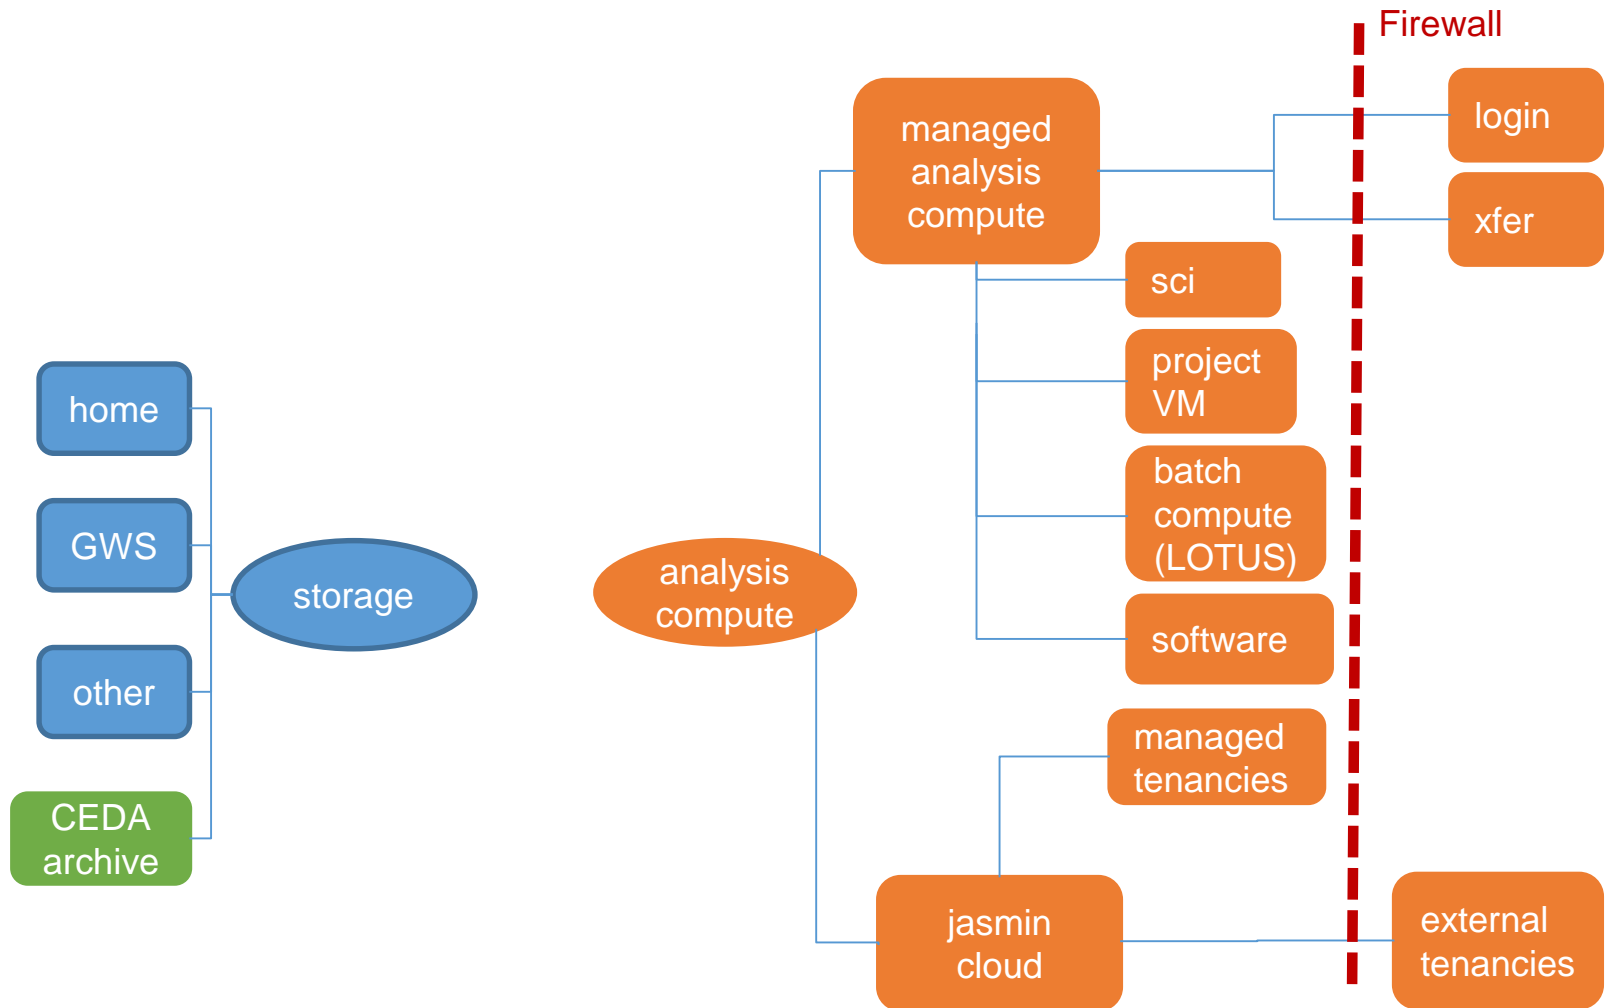 Firewall
login
managed
analysis
compute
xfer
sci
project
VM
home
batch
compute
(LOTUS)
GWS
storage
analysis
compute
software
other
managed
tenancies
CEDA
archive
jasmin
cloud
external
tenancies